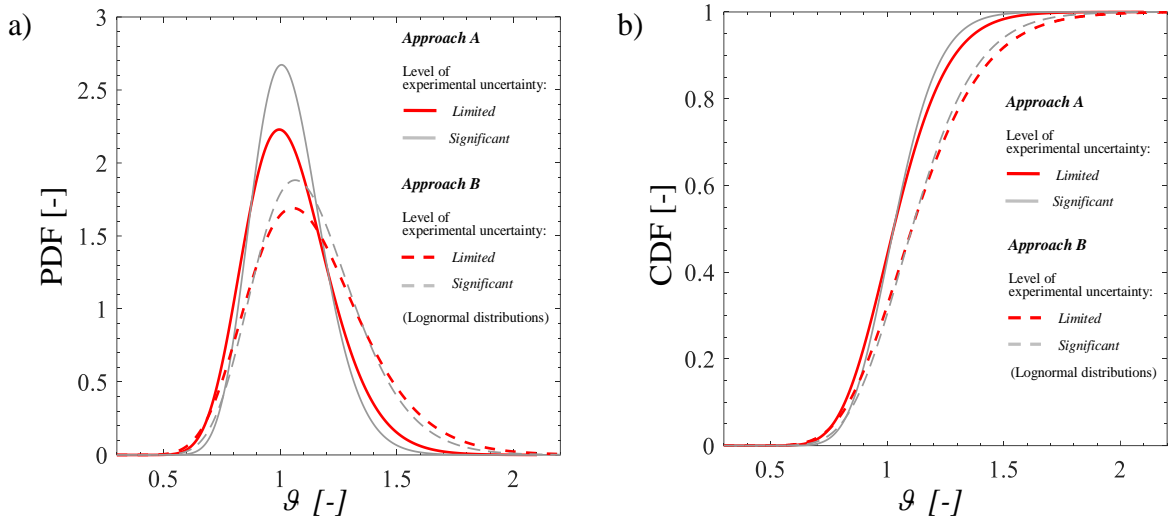 a)
3
2.5
2
1.5
1
0.5
0
PDF [-]
0.5
1
1.5
2
ϑ [-]
Approach A
Level of
experimental uncertainty:
Limited
Significant
Approach B
Level of
experimental uncertainty:
Limited
Significant
(Lognormal distributions)
b)
1
0.8
0.6
0.4
0.2
0
CDF [-]
0.5
1
1.5
2
ϑ [-]
Approach A
Level of
experimental uncertainty:
Limited
Significant
Approach B
Level of
experimental uncertainty:
Limited
Significant
(Lognormal distributions)